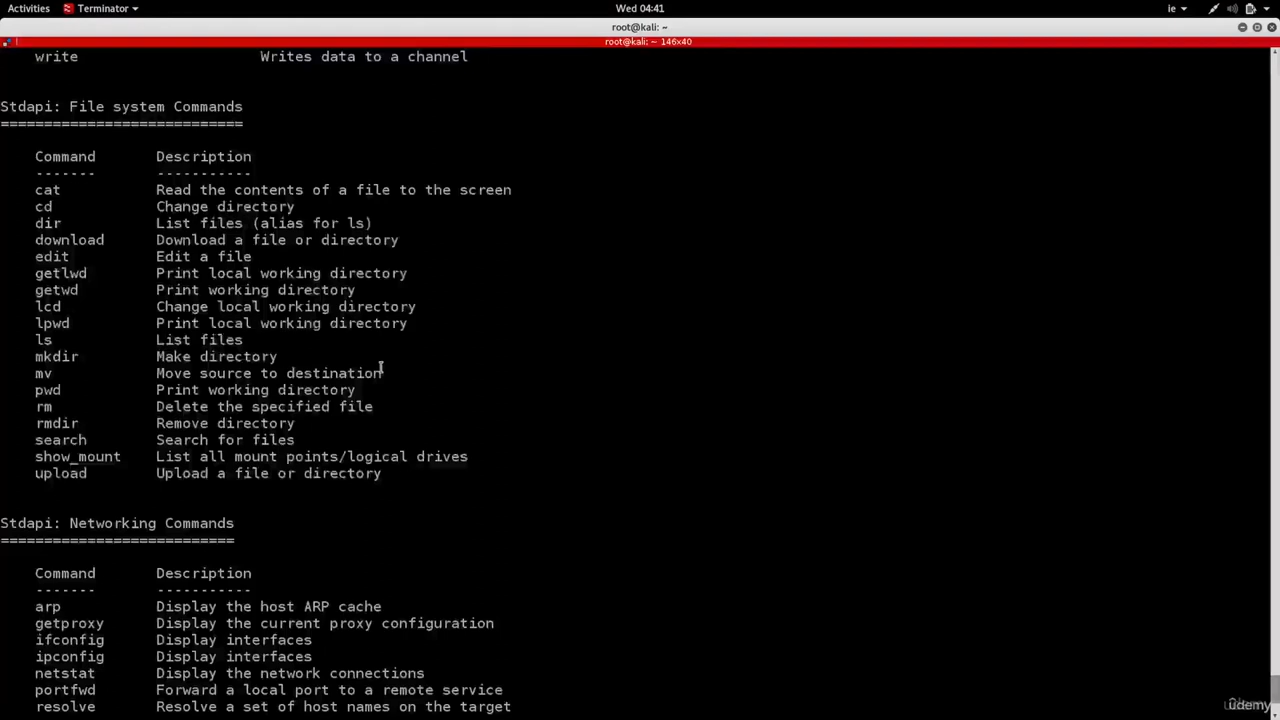 Activities Terminator Wed 04:41 ie
root@kali: ~
root@kali: ~ 146x40
write Writes data to a channel
Stdapi: File system Commands
============================
Command Description
------- -----------
cat Read the contents of a file to the screen
cd Change directory
dir List files (alias for ls)
download Download a file or directory
edit Edit a file
getlwd Print local working directory
getwd Print working directory
lcd Change local working directory
lpwd Print local working directory
ls List files
mkdir Make directory
mv Move source to destination
pwd Print working directory
rm Delete the specified file
rmdir Remove directory
search Search for files
show_mount List all mount points/logical drives
upload Upload a file or directory
Stdapi: Networking Commands
===========================
Command Description
------- -----------
arp Display the host ARP cache
getproxy Display the current proxy configuration
ifconfig Display interfaces
ipconfig Display interfaces
netstat Display the network connections
portfwd Forward a local port to a remote service
resolve Resolve a set of host names on the target
udemy